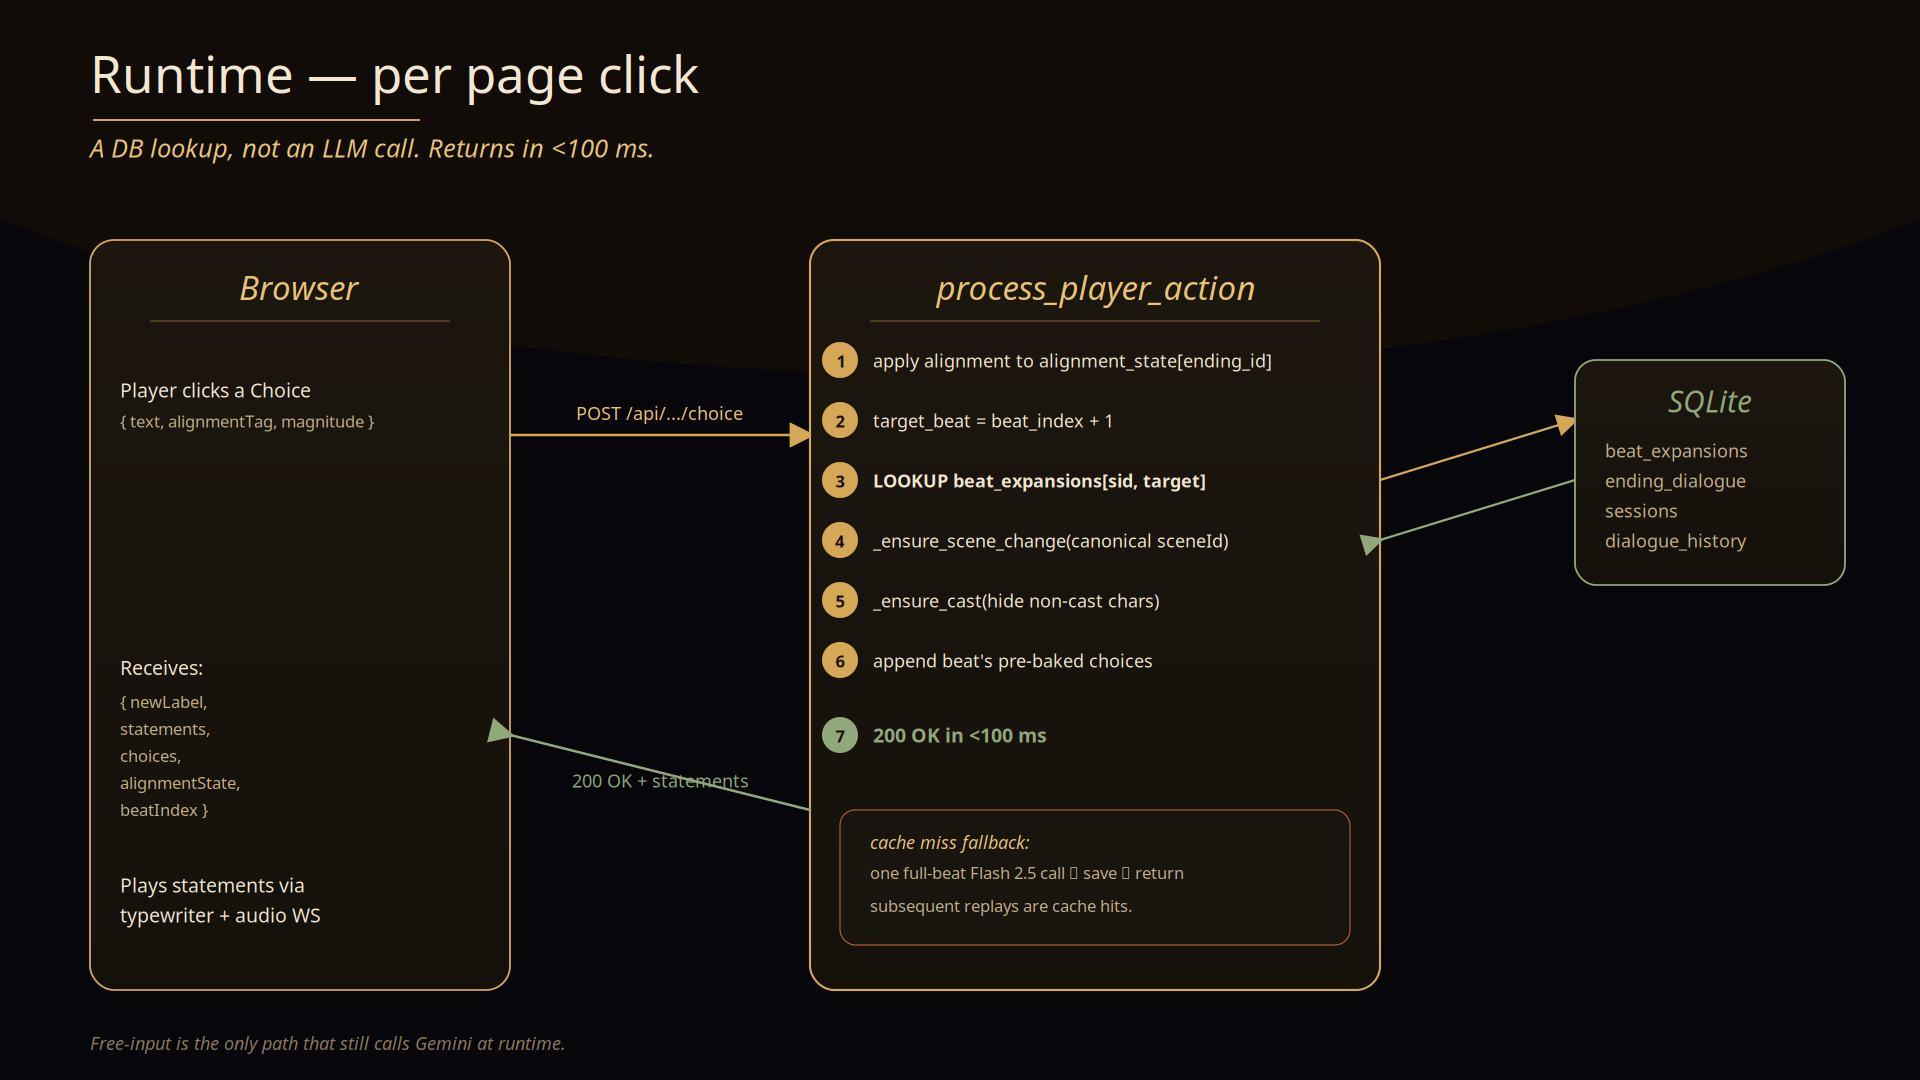 Runtime — per page click
A DB lookup, not an LLM call. Returns in <100 ms.
Browser
Player clicks a Choice
{ text, alignmentTag, magnitude }
Receives:
{ newLabel,
statements,
choices,
alignmentState,
beatIndex }
Plays statements via
typewriter + audio WS
POST /api/.../choice
200 OK + statements
process_player_action
1 apply alignment to alignment_state[ending_id]
2 target_beat = beat_index + 1
3 LOOKUP beat_expansions[sid, target]
4 _ensure_scene_change(canonical sceneId)
5 _ensure_cast(hide non-cast chars)
6 append beat's pre-baked choices
7 200 OK in <100 ms
cache miss fallback:
one full-beat Flash 2.5 call ▯ save ▯ return
subsequent replays are cache hits.
SQLite
beat_expansions
ending_dialogue
sessions
dialogue_history
Free-input is the only path that still calls Gemini at runtime.